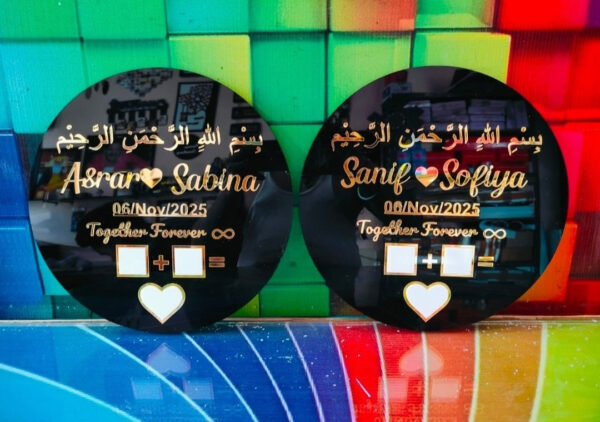 بِسْمِ اللهِ الرَّحْمَنِ الرَّحِيْمِ
Asrar Sabina
06/Nov/2025
Together Forever ∞
+ =
بِسْمِ اللهِ الرَّحْمَنِ الرَّحِيْمِ
Sanif Sofiya
06/Nov/2025
Together Forever ∞
+ =